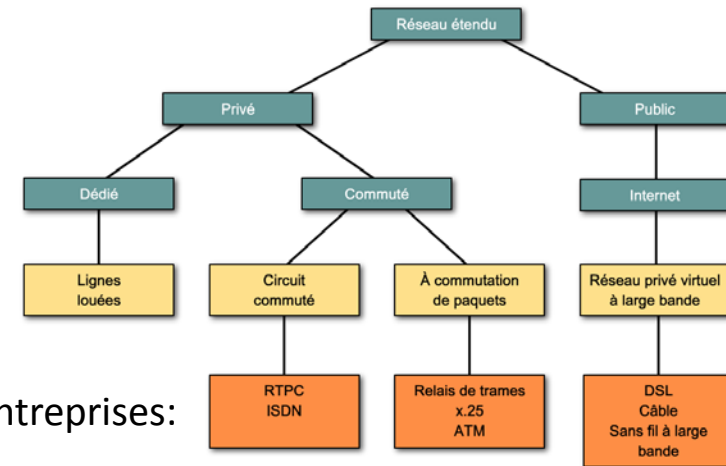 Réseau étendu
Privé
Public
Dédié
Commuté
Internet
Lignes
louées
Circuit
commuté
À commutation
de paquets
Réseau privé virtuel
à large bande
RTPC
ISDN
Relais de trames
x.25
ATM
DSL
Câble
Sans fil à large
bande
ntreprises: